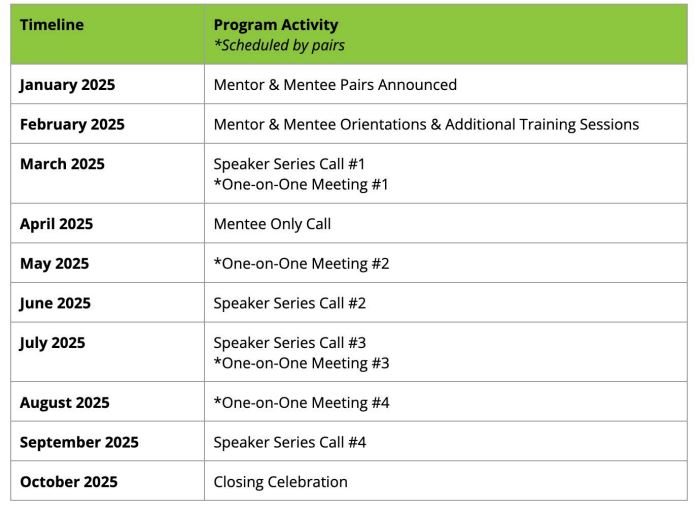 Timeline
Program Activity
*Scheduled by pairs
January 2025
Mentor & Mentee Pairs Announced
February 2025
Mentor & Mentee Orientations & Additional Training Sessions
March 2025
Speaker Series Call #1
*One-on-One Meeting #1
April 2025
Mentee Only Call
May 2025
*One-on-One Meeting #2
June 2025
Speaker Series Call #2
July 2025
Speaker Series Call #3
*One-on-One Meeting #3
August 2025
*One-on-One Meeting #4
September 2025
Speaker Series Call #4
October 2025
Closing Celebration